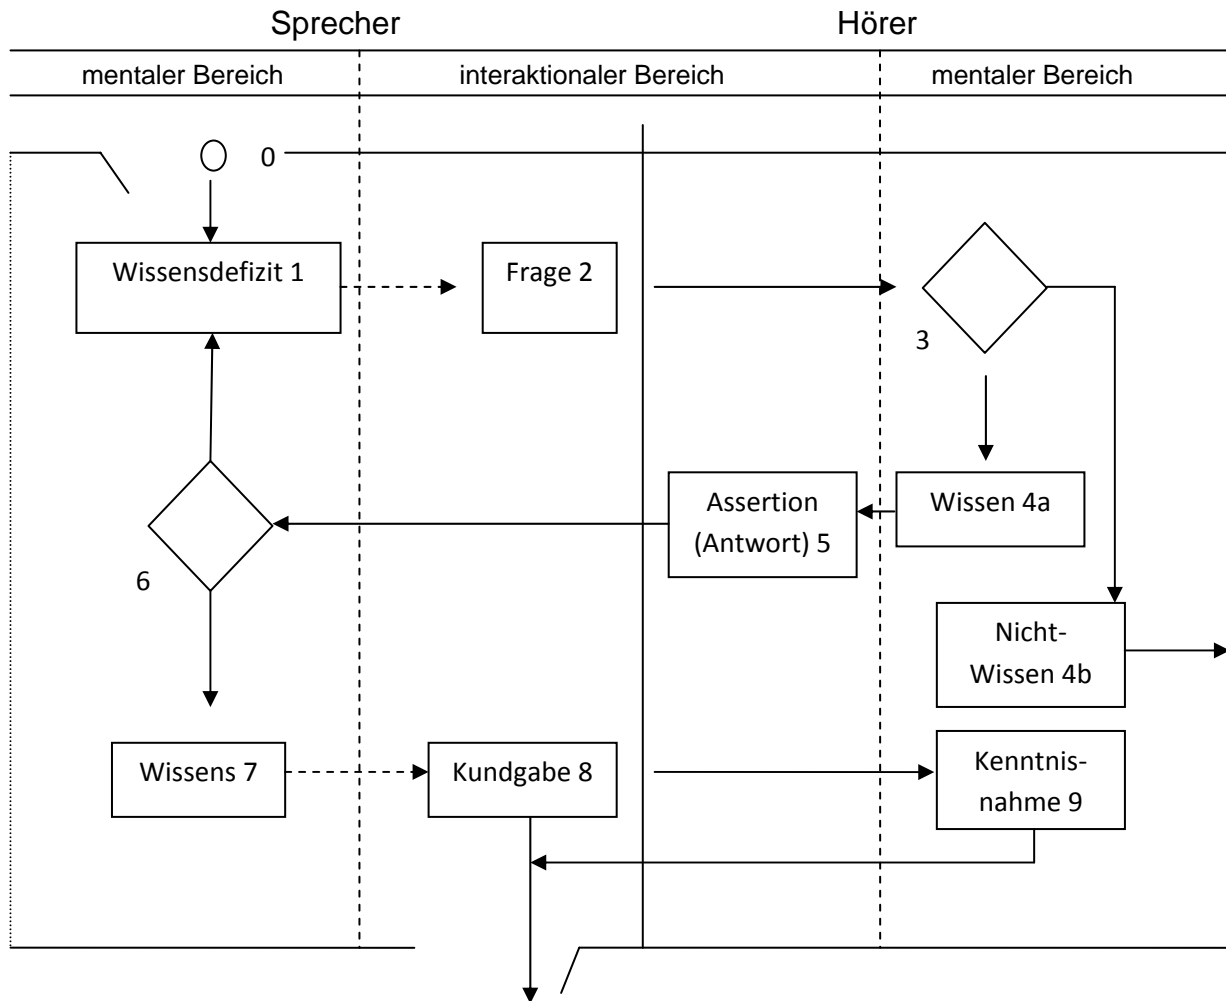 Sprecher
Hörer
mentaler Bereich
interaktionaler Bereich
mentaler Bereich
0
Wissensdefizit 1
Frage 2
3
Assertion
(Antwort) 5
Wissen 4a
6
Nicht-
Wissen 4b
Wissens 7
Kundgabe 8
Kenntnis-
nahme 9